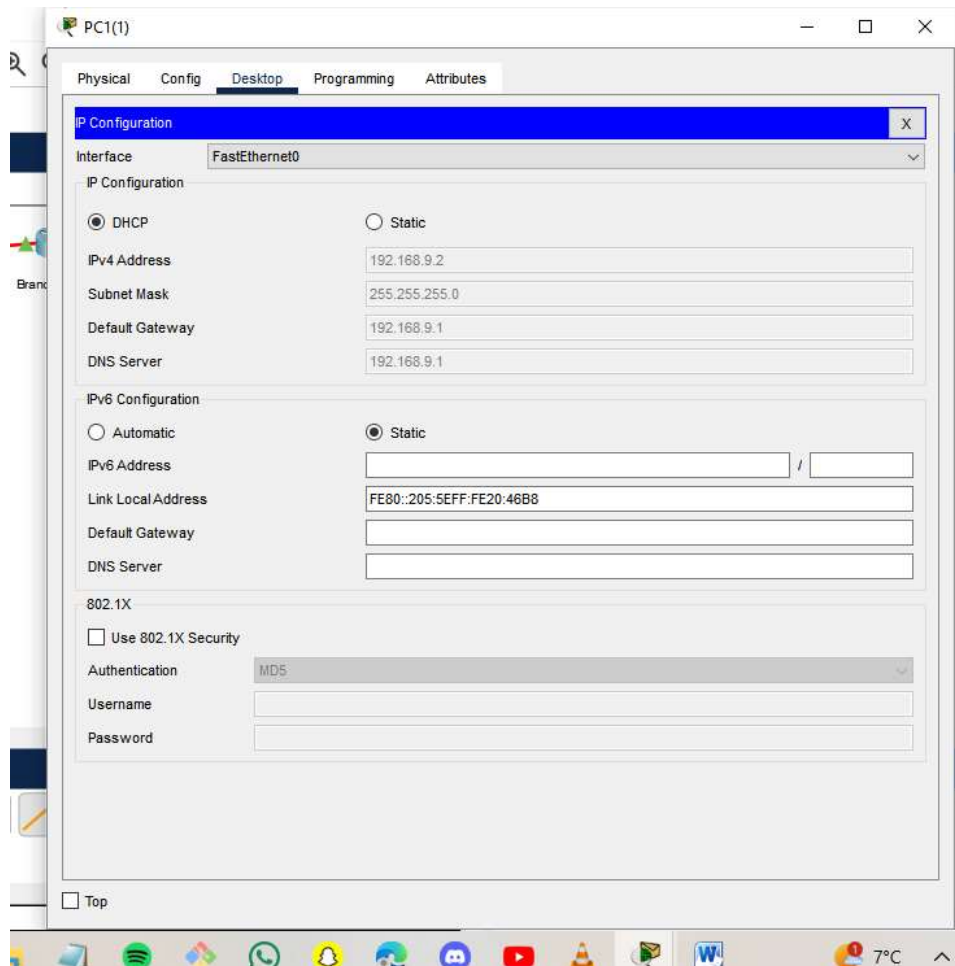 PC1(1)
Physical Config Desktop Programming Attributes
IP Configuration X
Interface FastEthernet0
IP Configuration
DHCP Static
IPv4 Address 192.168.9.2
Subnet Mask 255.255.255.0
Default Gateway 192.168.9.1
DNS Server 192.168.9.1
IPv6 Configuration
Automatic Static
IPv6 Address /
Link Local Address FE80::205:5EFF:FE20:46B8
Default Gateway
DNS Server
802.1X
Use 802.1X Security
Authentication MD5
Username
Password
Top
Bran
W 1 7°C